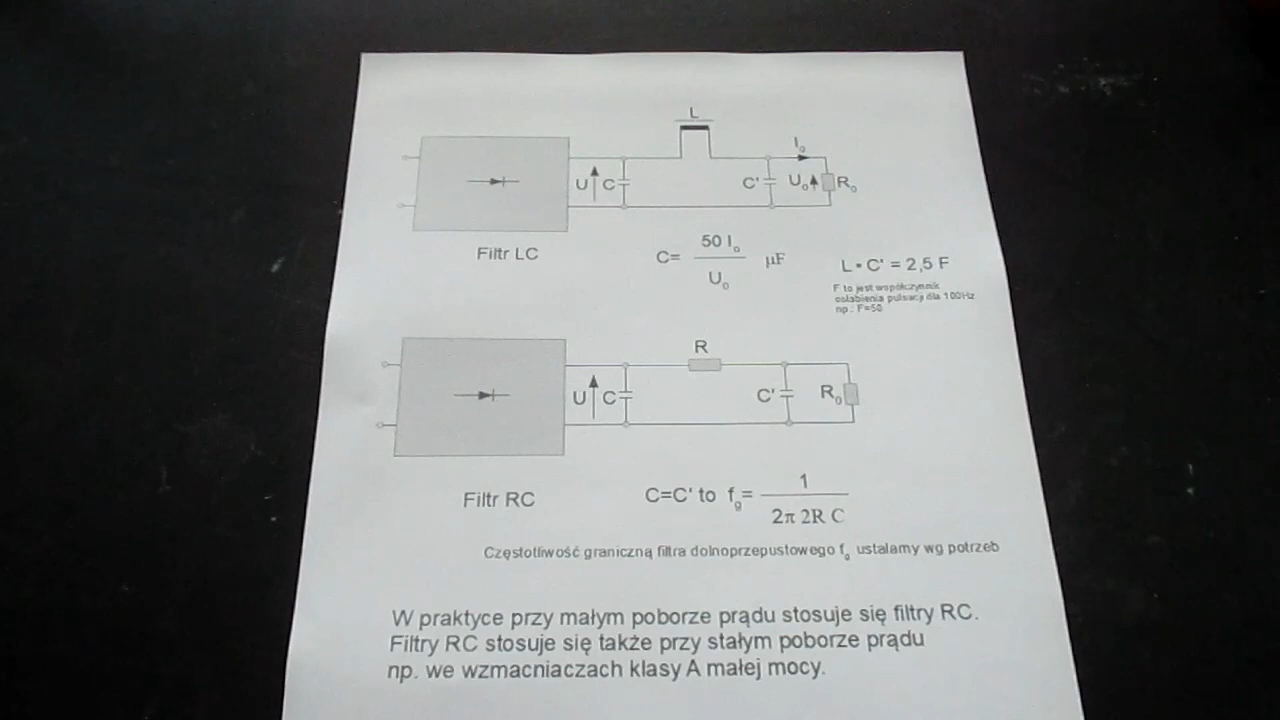 L
I₀
U
C
C'
U₀
R₀
Filtr LC
C= 50 I₀ / U₀ µF
L • C' = 2,5 F
F to jest współczynnik
osłabienia pulsacji dla 100Hz
np.: F=50
R
U
C
C'
R₀
Filtr RC
C=C' to f_g= 1 / 2π 2R C
Częstotliwość graniczną filtra dolnoprzepustowego f_g ustalamy wg potrzeb
W praktyce przy małym poborze prądu stosuje się filtry RC.
Filtry RC stosuje się także przy stałym poborze prądu
np. we wzmacniaczach klasy A małej mocy.